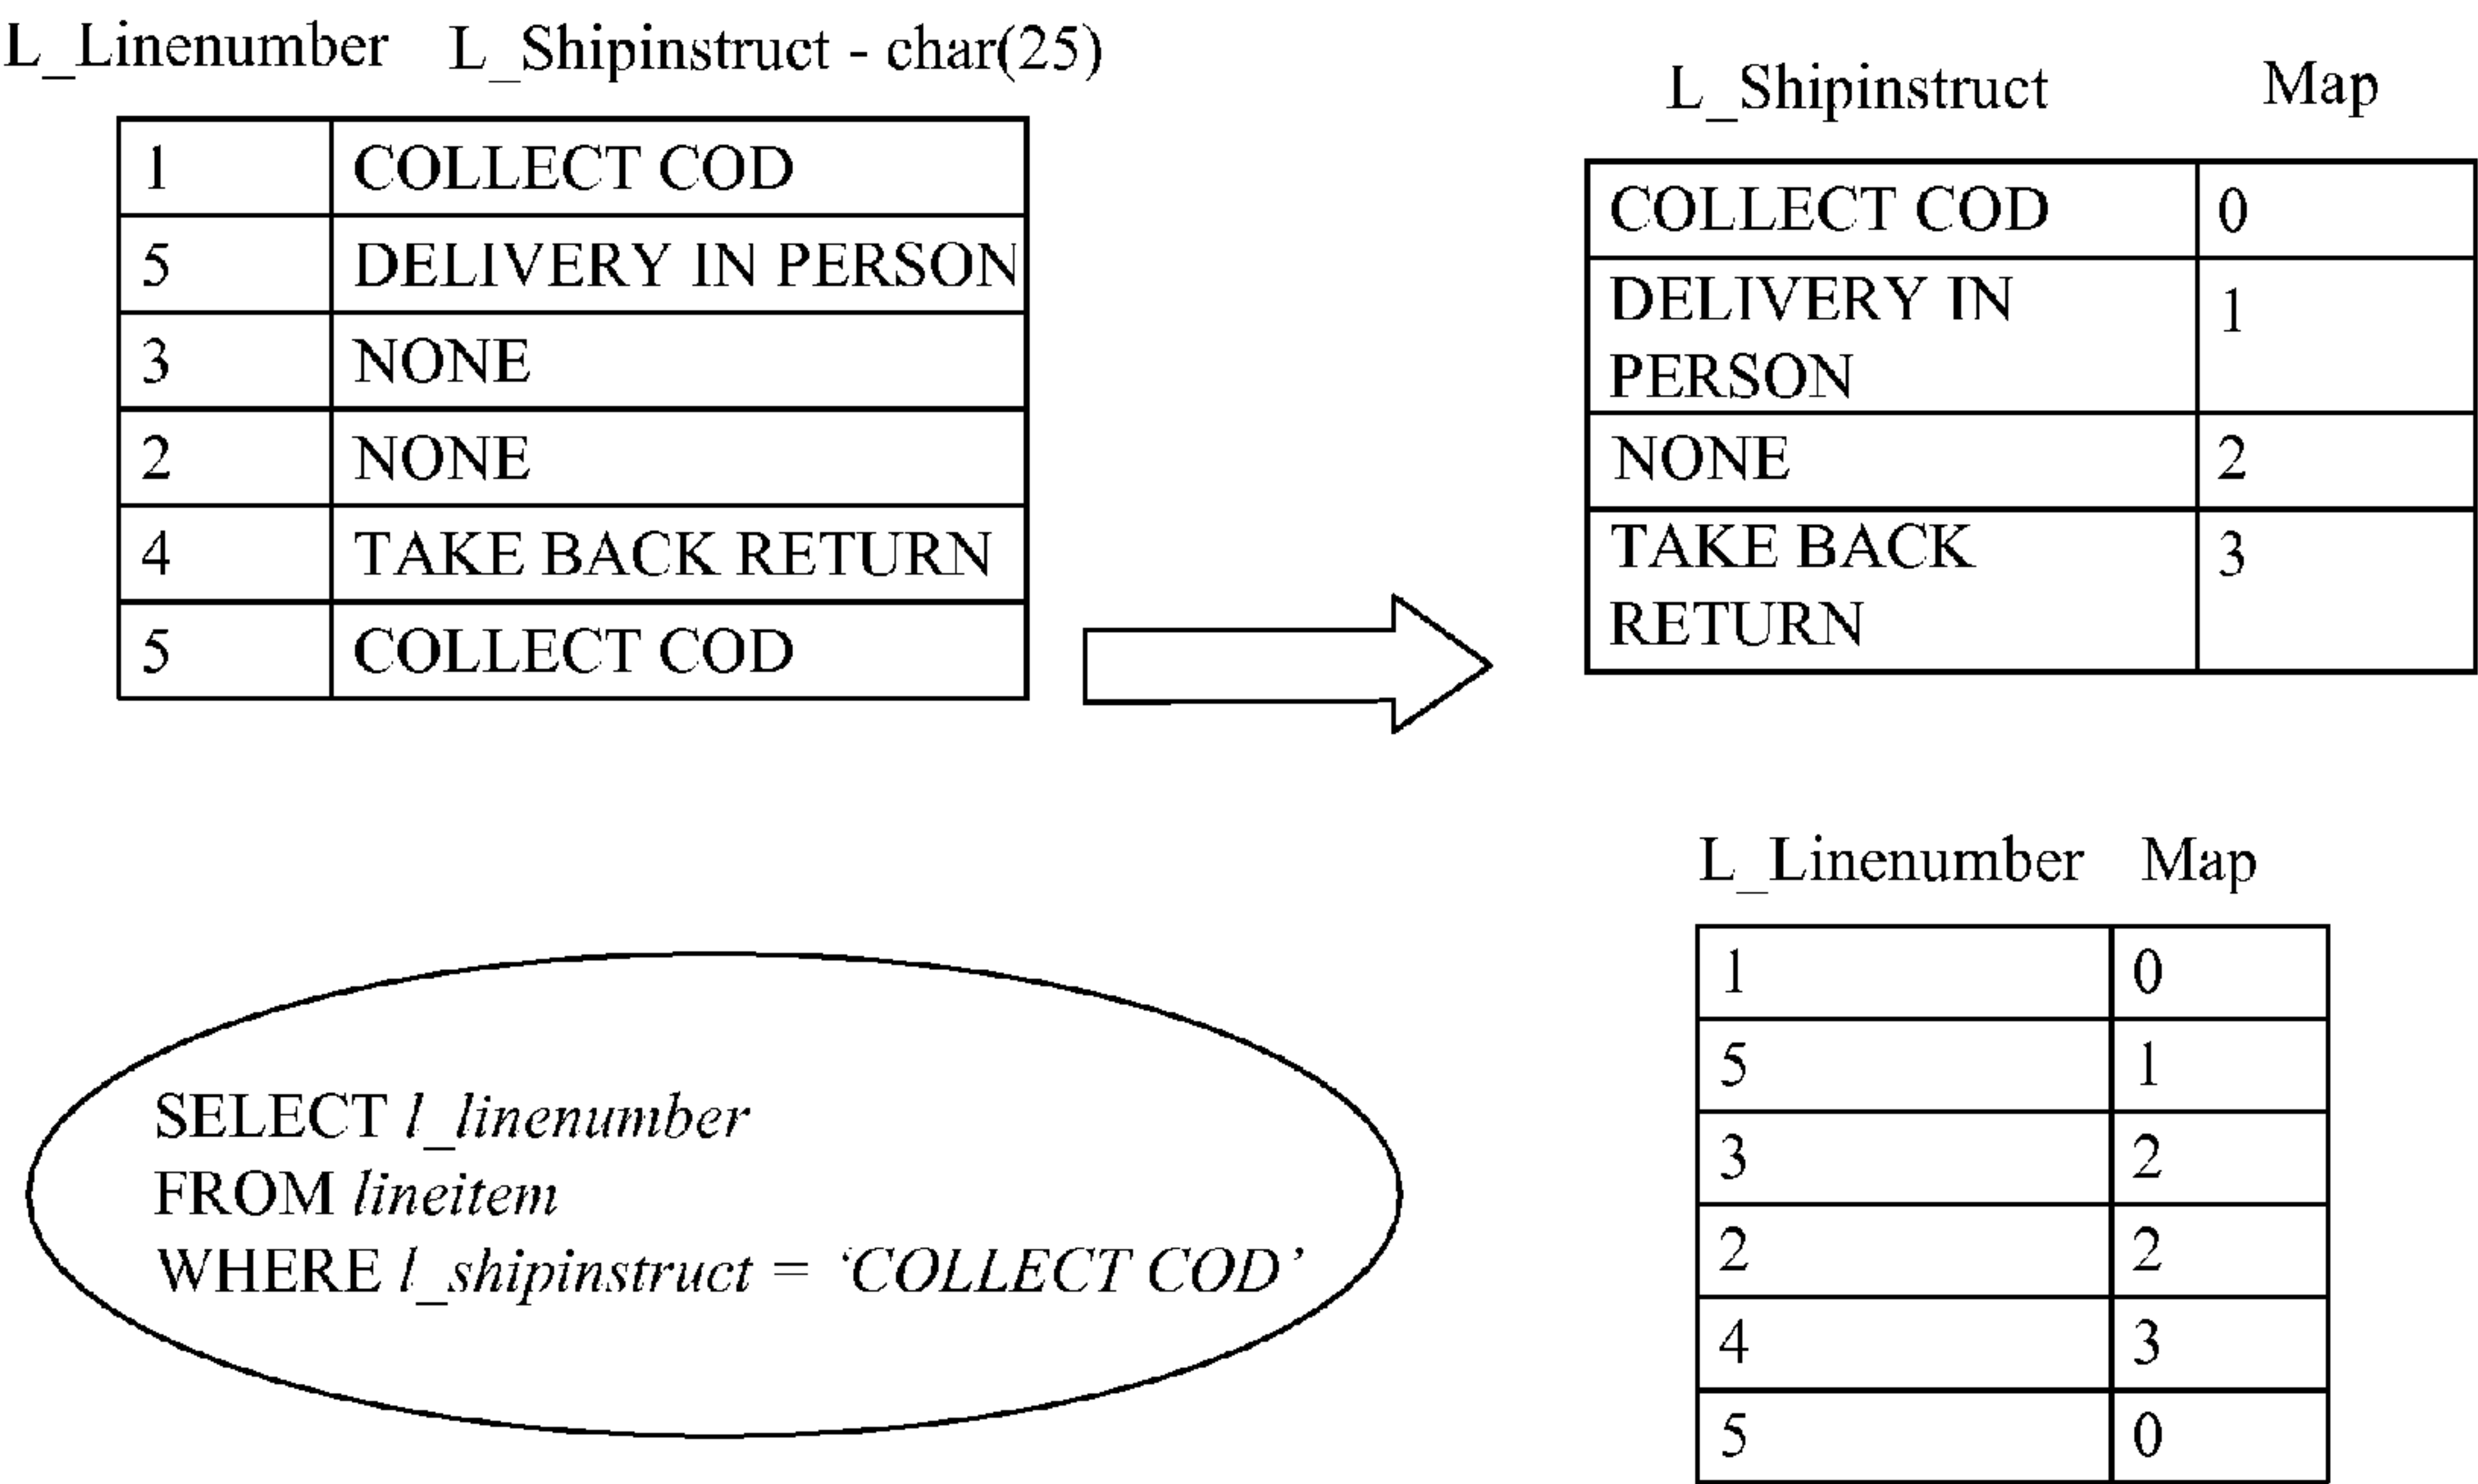 L_Linenumber L_Shipinstruct - char(25)
1 COLLECT COD
5 DELIVERY IN PERSON
3 NONE
2 NONE
4 TAKE BACK RETURN
5 COLLECT COD
L_Shipinstruct Map
COLLECT COD 0
DELIVERY IN 1
PERSON
NONE 2
TAKE BACK 3
RETURN
SELECT l_linenumber
FROM lineitem
WHERE l_shipinstruct = ‘COLLECT COD’
L_Linenumber Map
1 0
5 1
3 2
2 2
4 3
5 0